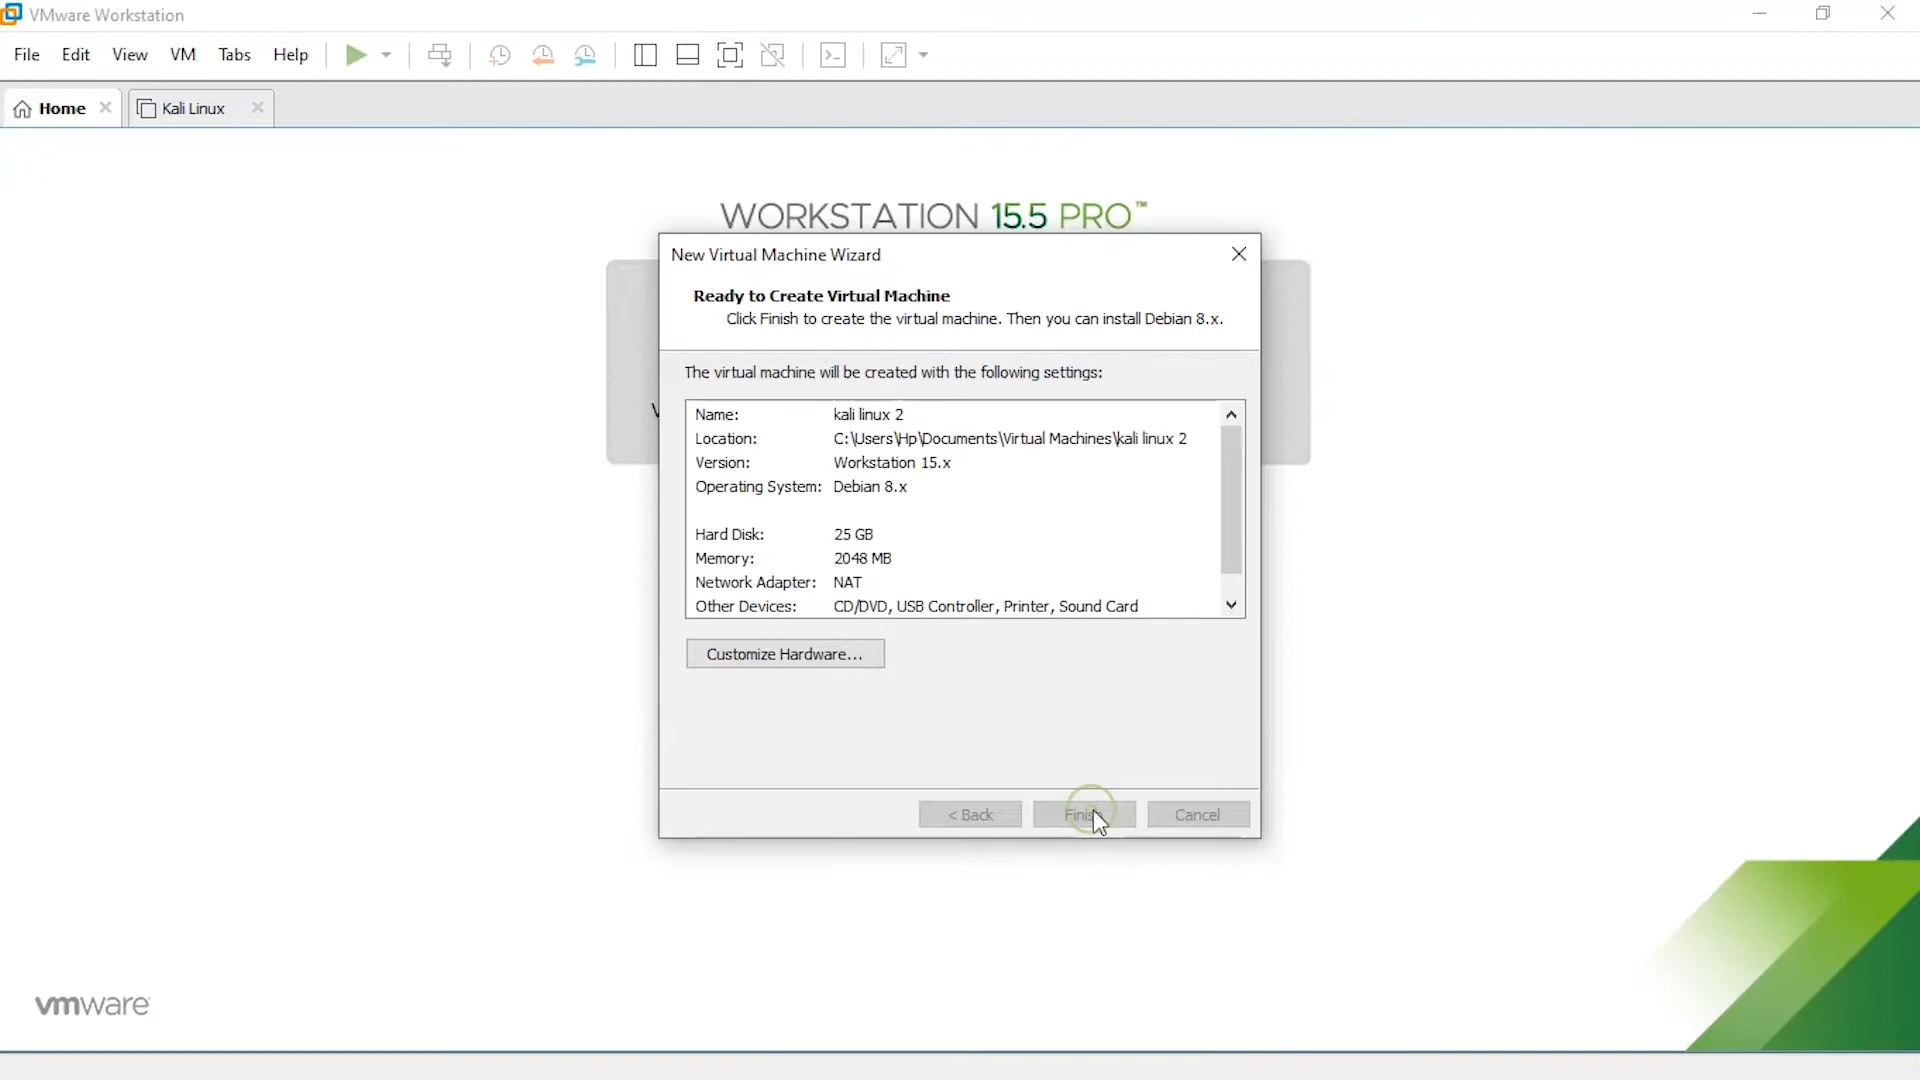 VMware Workstation
File Edit View VM Tabs Help
Home Kali Linux
WORKSTATION 15.5 PRO™
New Virtual Machine Wizard
Ready to Create Virtual Machine
Click Finish to create the virtual machine. Then you can install Debian 8.x.
The virtual machine will be created with the following settings:
Name: kali linux 2
Location: C:\Users\Hp\Documents\Virtual Machines\kali linux 2
Version: Workstation 15.x
Operating System: Debian 8.x
Hard Disk: 25 GB
Memory: 2048 MB
Network Adapter: NAT
Other Devices: CD/DVD, USB Controller, Printer, Sound Card
Customize Hardware...
< Back Finish Cancel
vmware